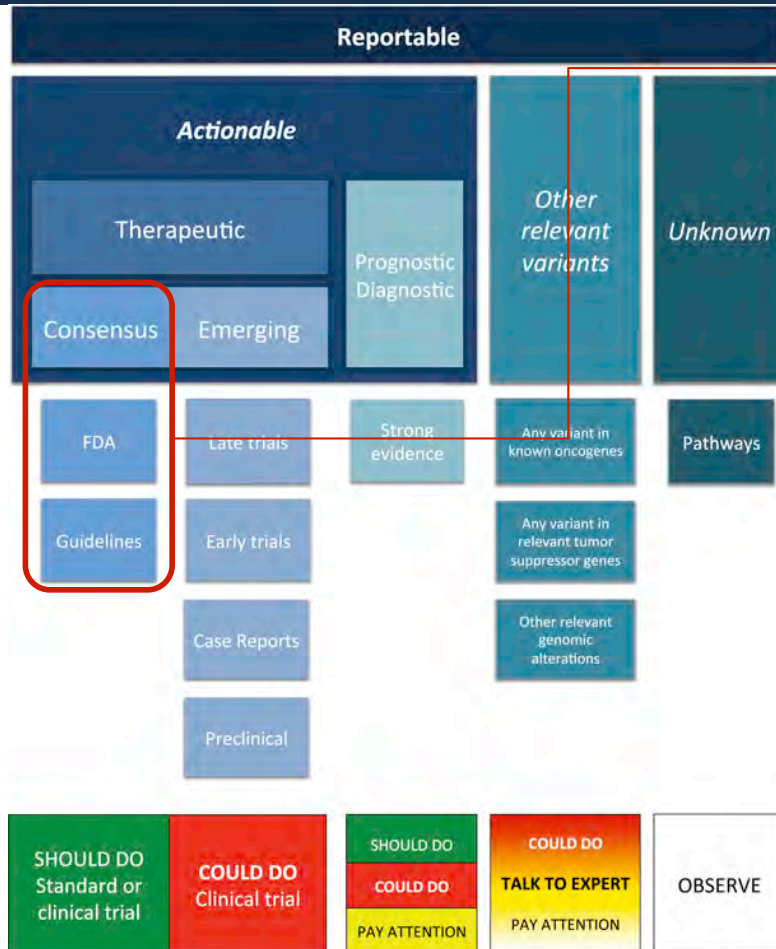 Reportable
Actionable
Therapeutic
Consensus
Emerging
Prognostic
Diagnostic
Other
relevant
variants
Unknown
FDA
Guidelines
Late trials
Early trials
Case Reports
Preclinical
Strong
evidence
Any variant in
known oncogenes
Any variant in
relevant tumor
suppressor genes
Other relevant
genomic
alterations
Pathways
SHOULD DO
Standard or
clinical trial
COULD DO
Clinical trial
SHOULD DO
COULD DO
PAY ATTENTION
COULD DO
TALK TO EXPERT
PAY ATTENTION
OBSERVE